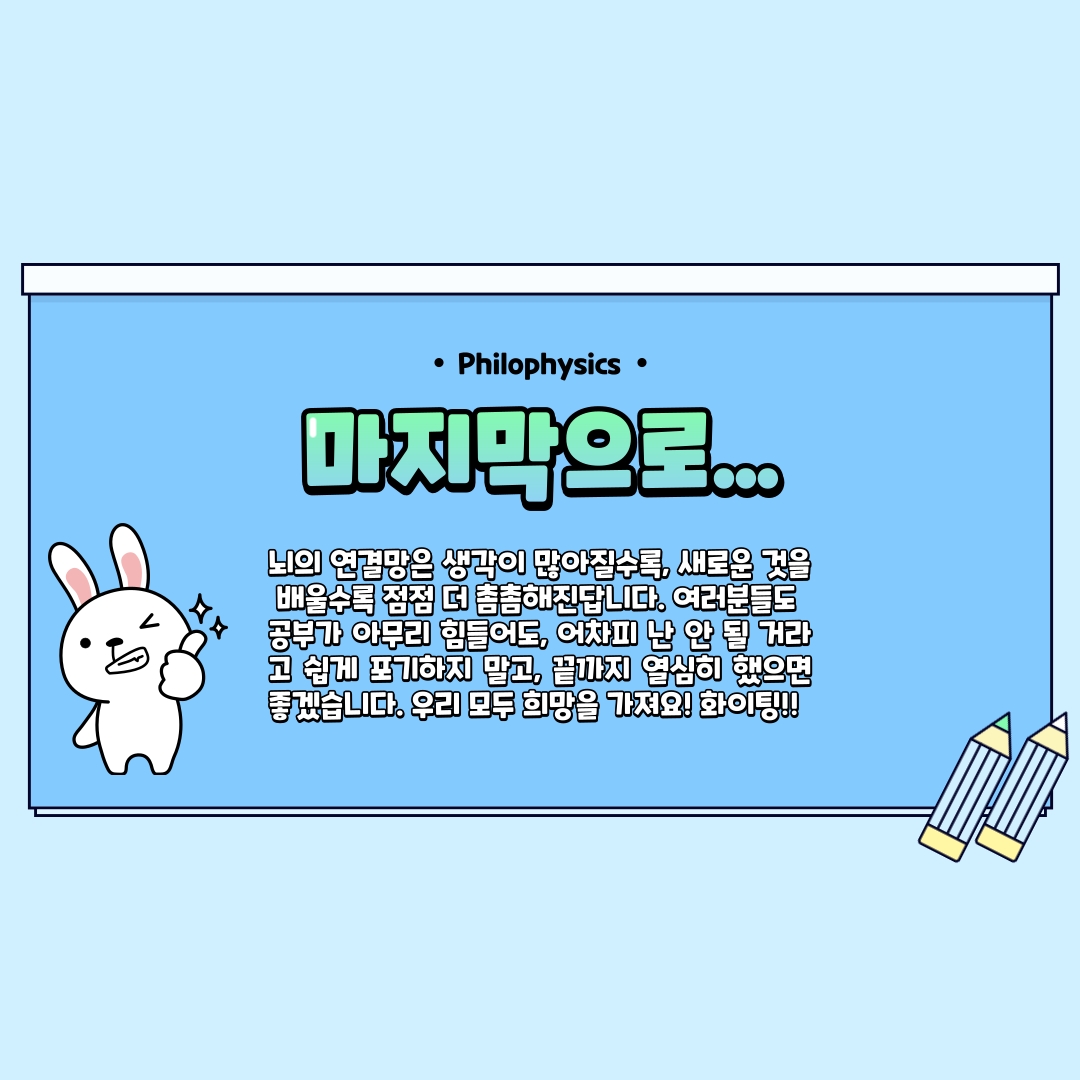 • Philophysics •
마지막으로...
뇌의 연결망은 생각이 많아질수록, 새로운 것을
배울수록 점점 더 촘촘해진답니다. 여러분들도
공부가 아무리 힘들어도, 어차피 난 안 될 거라
고 쉽게 포기하지 말고, 끝까지 열심히 했으면
좋겠습니다. 우리 모두 희망을 가져요! 화이팅!!